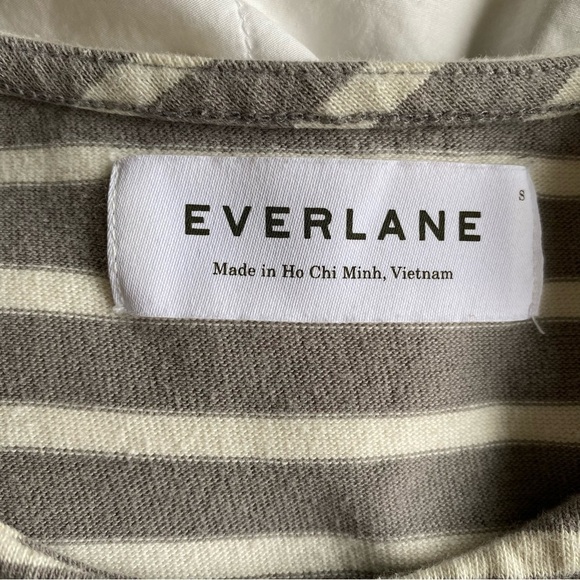 S
EVERLANE
Made in Ho Chi Minh, Vietnam